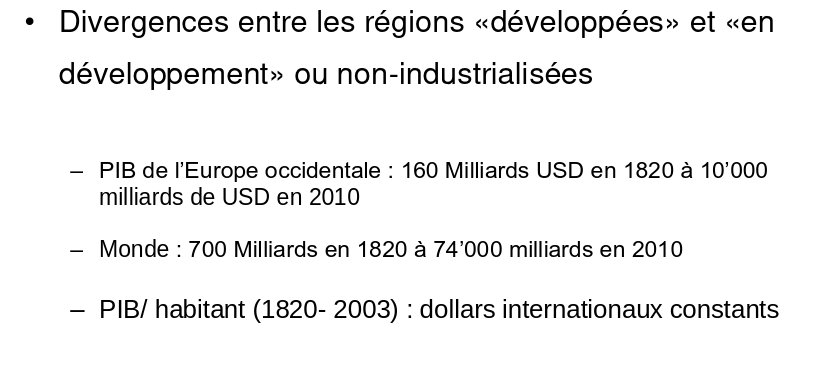 • Divergences entre les régions «développées» et «en
développement» ou non-industrialisées
– PIB de l’Europe occidentale : 160 Milliards USD en 1820 à 10’000
milliards de USD en 2010
– Monde : 700 Milliards en 1820 à 74’000 milliards en 2010
– PIB/ habitant (1820- 2003) : dollars internationaux constants